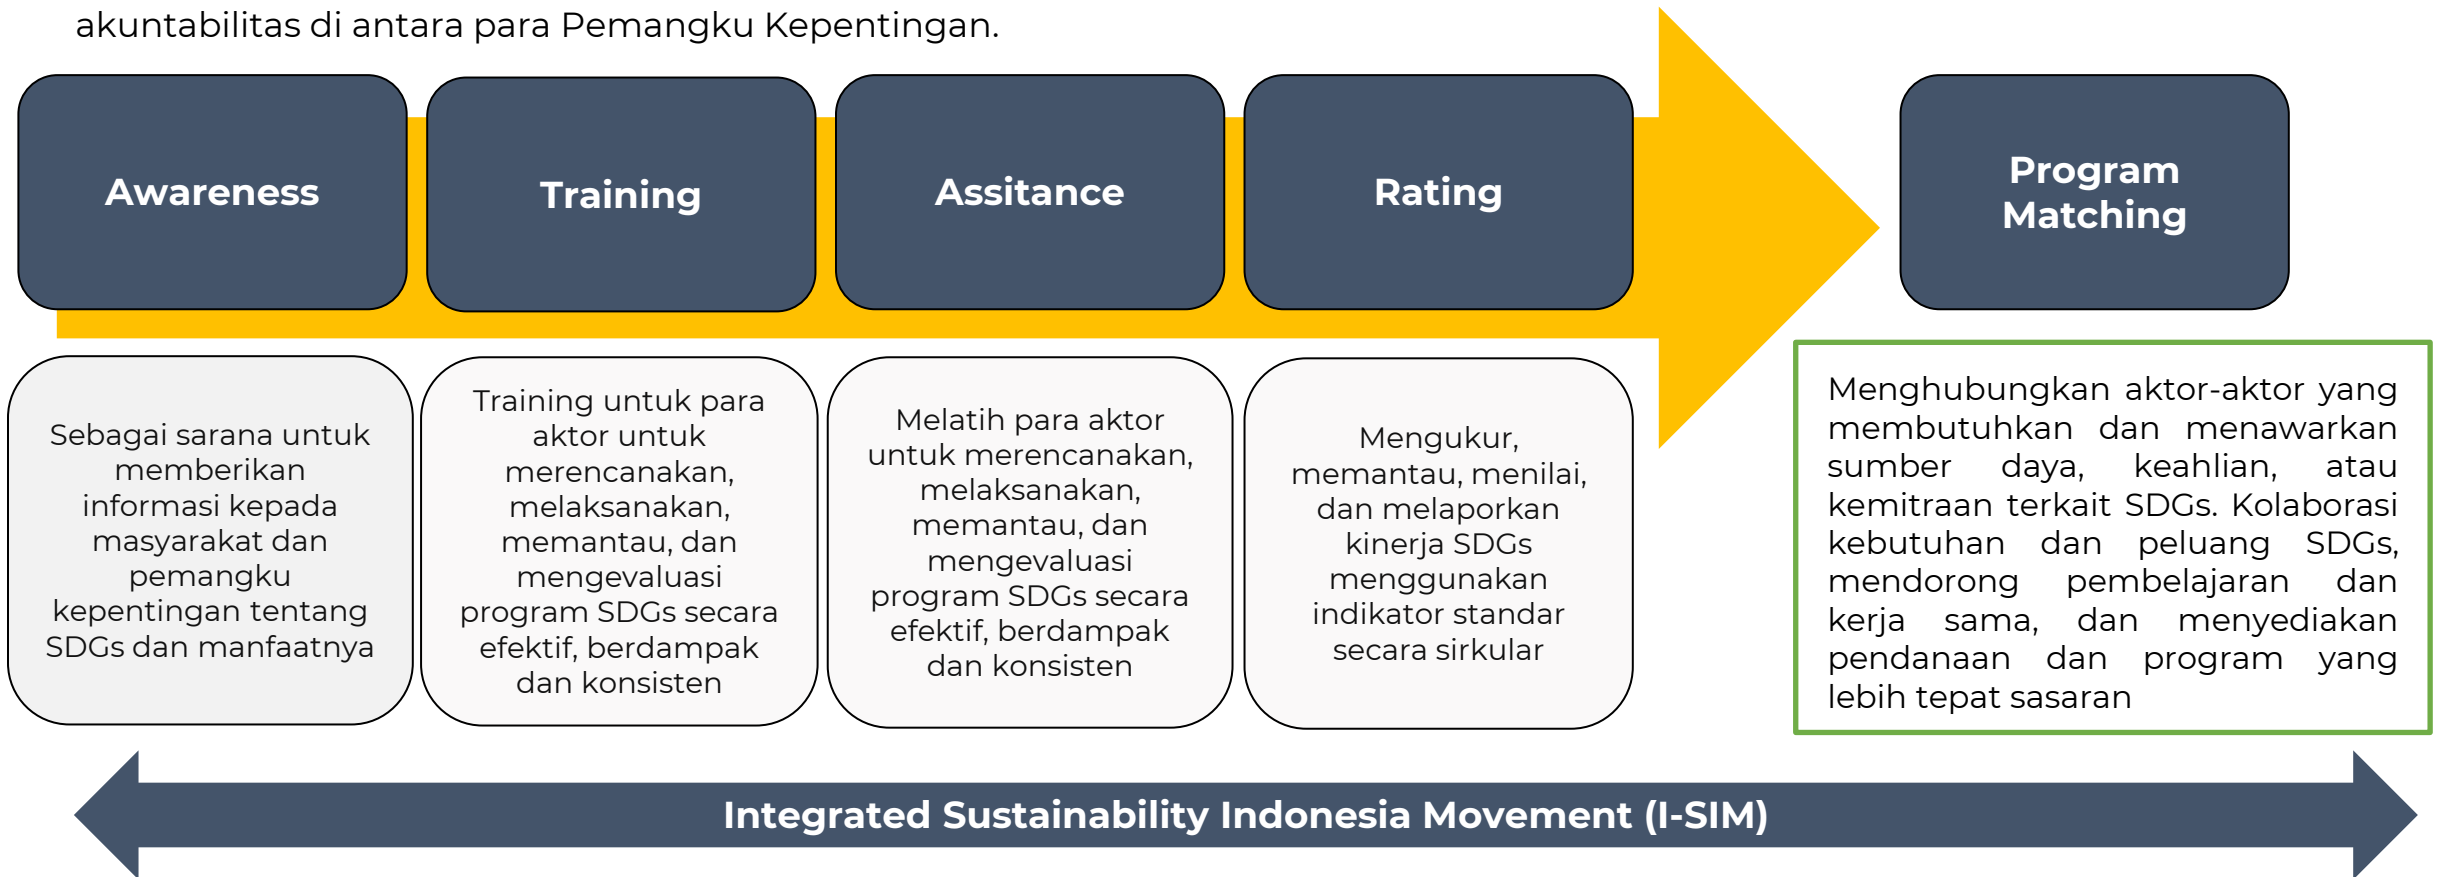 akuntabilitas di antara para Pemangku Kepentingan.
Awareness
Training
Assitance
Rating
Program
Matching
Sebagai sarana untuk
memberikan
informasi kepada
masyarakat dan
pemangku
kepentingan tentang
SDGs dan manfaatnya
Training untuk para
aktor untuk
merencanakan,
melaksanakan,
memantau, dan
mengevaluasi
program SDGs secara
efektif, berdampak
dan konsisten
Melatih para aktor
untuk merencanakan,
melaksanakan,
memantau, dan
mengevaluasi
program SDGs secara
efektif, berdampak
dan konsisten
Mengukur,
memantau, menilai,
dan melaporkan
kinerja SDGs
menggunakan
indikator standar
secara sirkular
Menghubungkan aktor-aktor yang
membutuhkan dan menawarkan
sumber daya, keahlian, atau
kemitraan terkait SDGs. Kolaborasi
kebutuhan dan peluang SDGs,
mendorong pembelajaran dan
kerja sama, dan menyediakan
pendanaan dan program yang
lebih tepat sasaran
Integrated Sustainability Indonesia Movement (I-SIM)